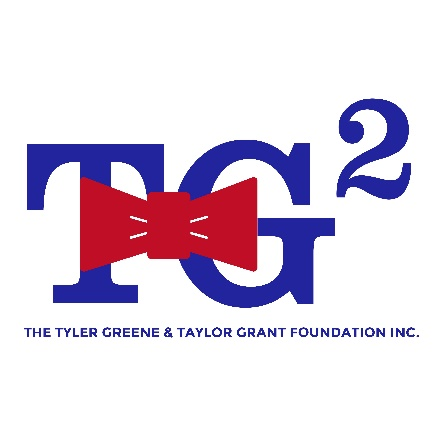 TG²
THE TYLER GREENE & TAYLOR GRANT FOUNDATION INC.